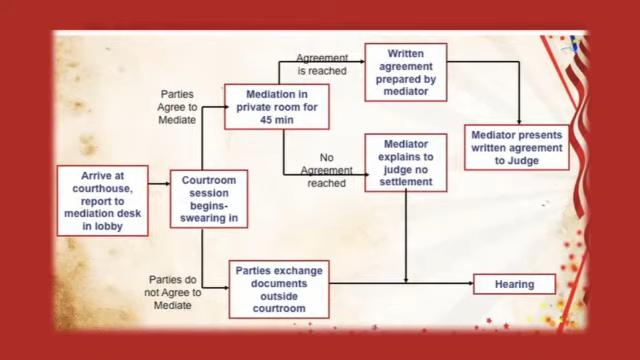 Arrive at
courthouse,
report to
mediation desk
in lobby
Courtroom
session
begins-
swearing in
Parties
Agree to
Mediate
Mediation in
private room for
45 min
Agreement
is reached
Written
agreement
prepared by
mediator
Mediator presents
written agreement
to Judge
No
Agreement
reached
Mediator
explains to
judge no
settlement
Parties do
not Agree to
Mediate
Parties exchange
documents
outside
courtroom
Hearing